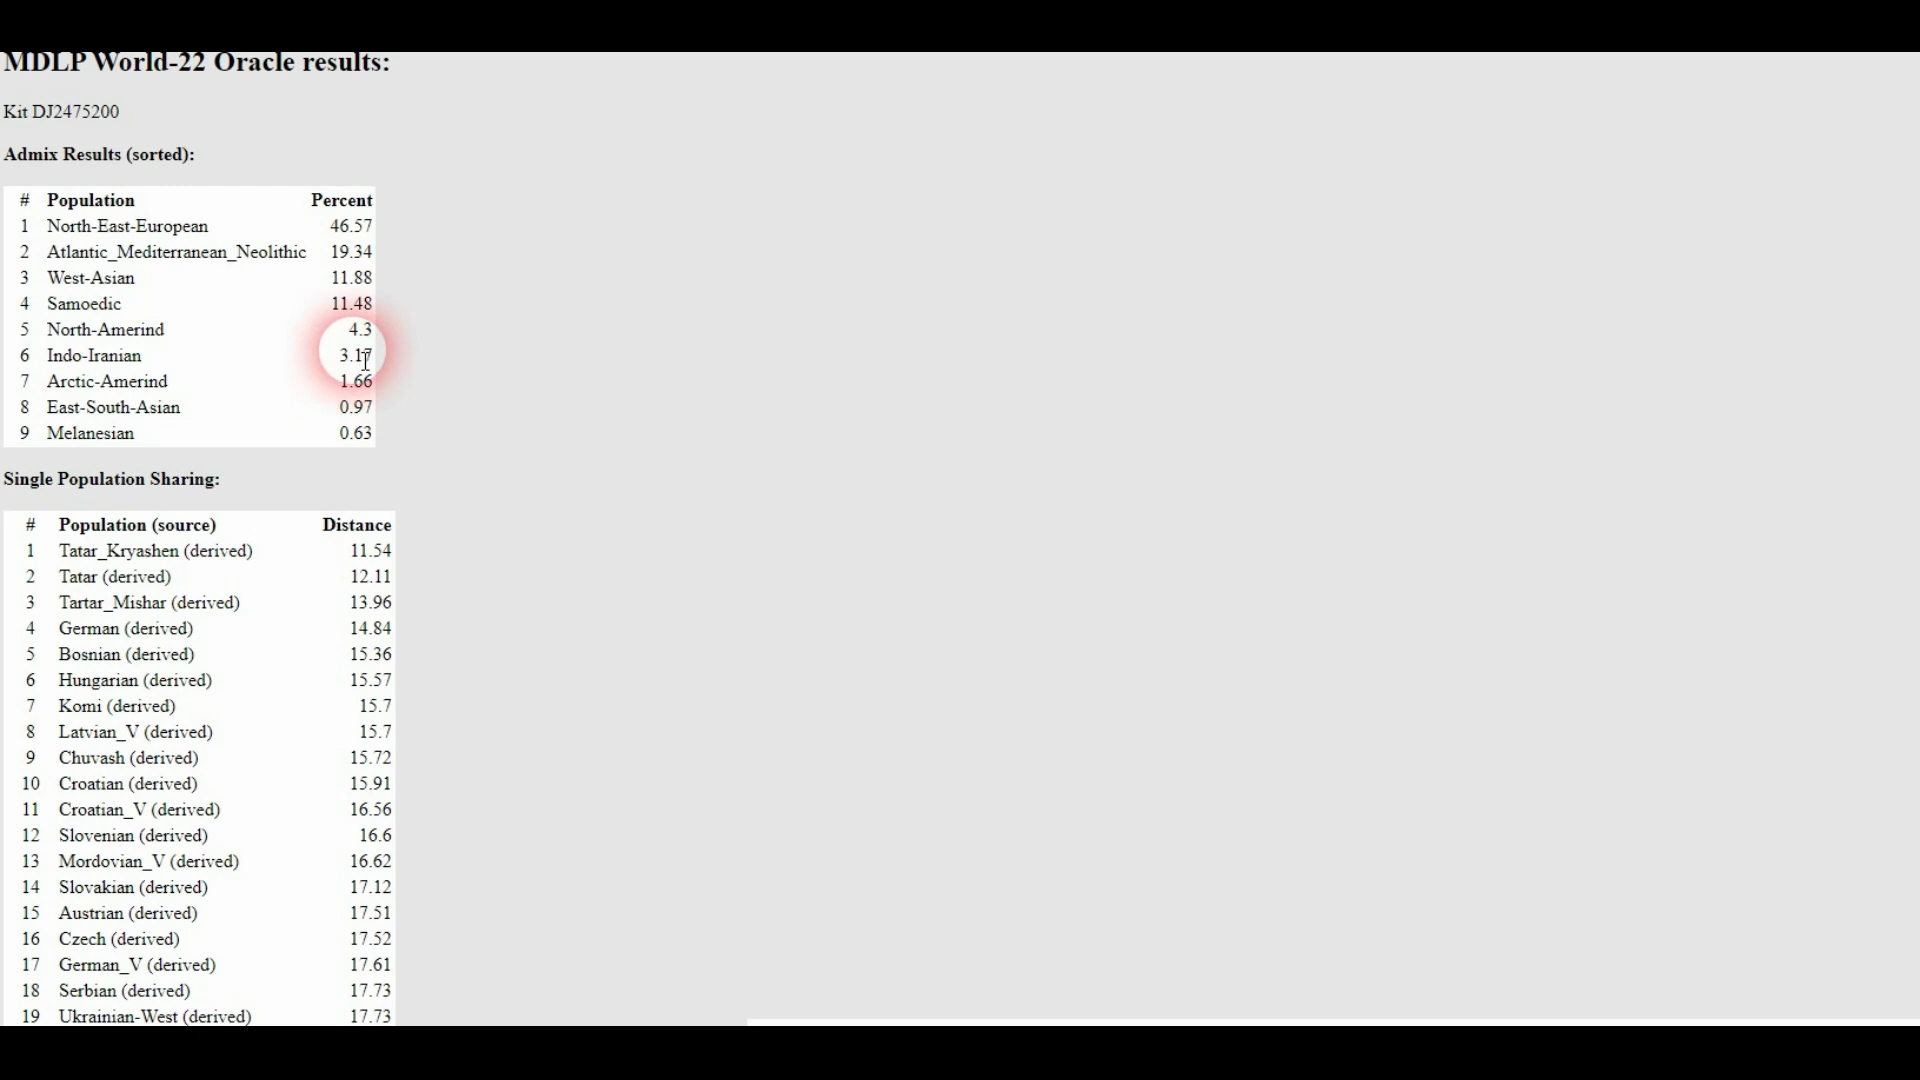 MDLP World-22 Oracle results:
Kit DJ2475200
Admix Results (sorted):
# Population Percent
1 North-East-European 46.57
2 Atlantic_Mediterranean_Neolithic 19.34
3 West-Asian 11.88
4 Samoedic 11.48
5 North-Amerind 4.3
6 Indo-Iranian 3.17
7 Arctic-Amerind 1.66
8 East-South-Asian 0.97
9 Melanesian 0.63
Single Population Sharing:
# Population (source) Distance
1 Tatar_Kryashen (derived) 11.54
2 Tatar (derived) 12.11
3 Tartar_Mishar (derived) 13.96
4 German (derived) 14.84
5 Bosnian (derived) 15.36
6 Hungarian (derived) 15.57
7 Komi (derived) 15.7
8 Latvian_V (derived) 15.7
9 Chuvash (derived) 15.72
10 Croatian (derived) 15.91
11 Croatian_V (derived) 16.56
12 Slovenian (derived) 16.6
13 Mordovian_V (derived) 16.62
14 Slovakian (derived) 17.12
15 Austrian (derived) 17.51
16 Czech (derived) 17.52
17 German_V (derived) 17.61
18 Serbian (derived) 17.73
19 Ukrainian-West (derived) 17.73